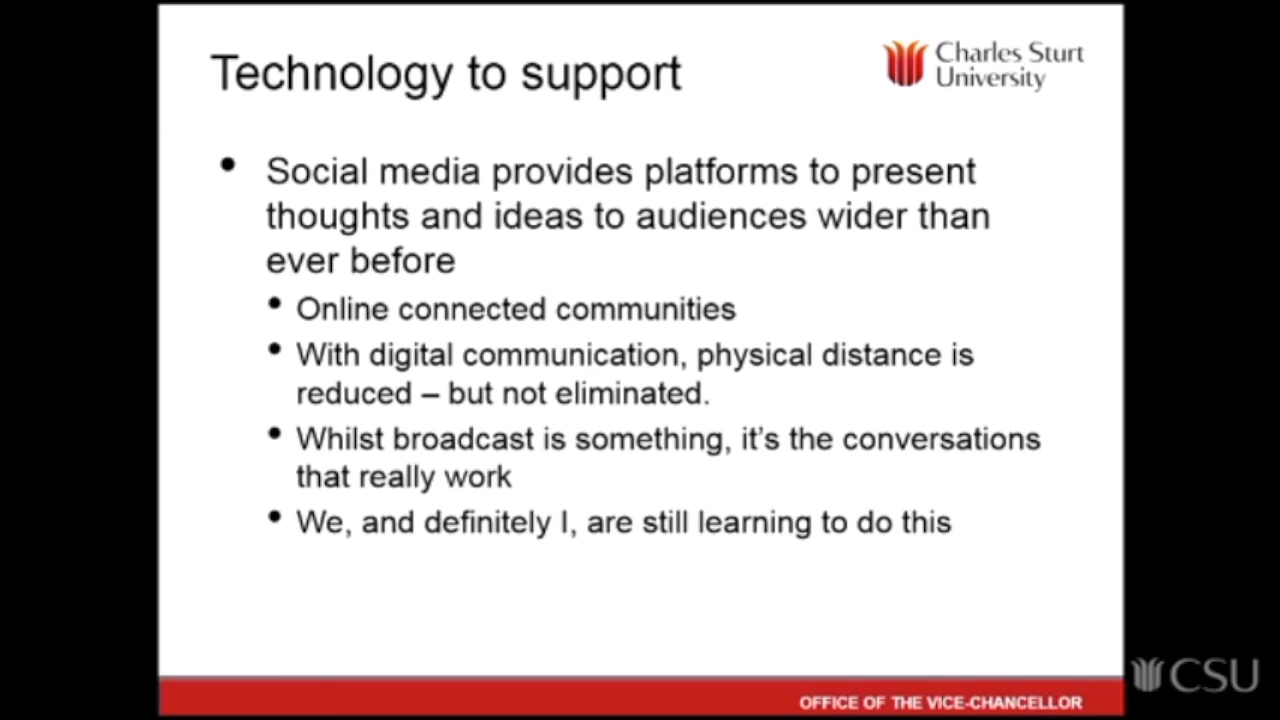 Technology to support
Charles Sturt
University
• Social media provides platforms to present
thoughts and ideas to audiences wider than
ever before
• Online connected communities
• With digital communication, physical distance is
reduced – but not eliminated.
• Whilst broadcast is something, it’s the conversations
that really work
• We, and definitely I, are still learning to do this
CSU
OFFICE OF THE VICE-CHANCELLOR